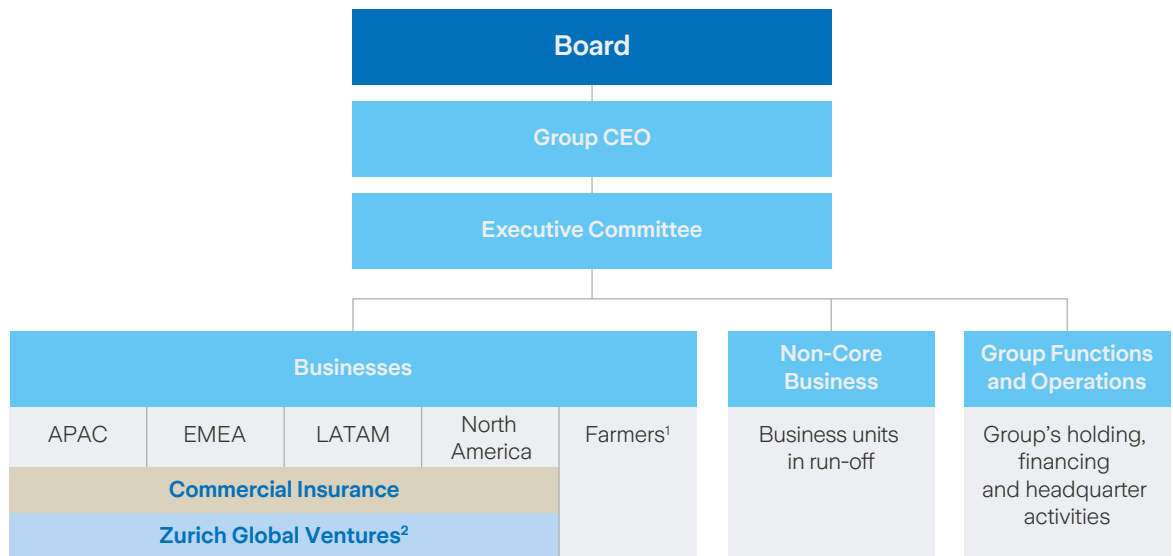 Board
Group CEO
Executive Committee
Businesses
Non-Core
Business
Group Functions
and Operations
APAC
EMEA
LATAM
North
America
Farmers¹
Commercial Insurance
Zurich Global Ventures²
Business units
in run-off
Group’s holding,
financing
and headquarter
activities